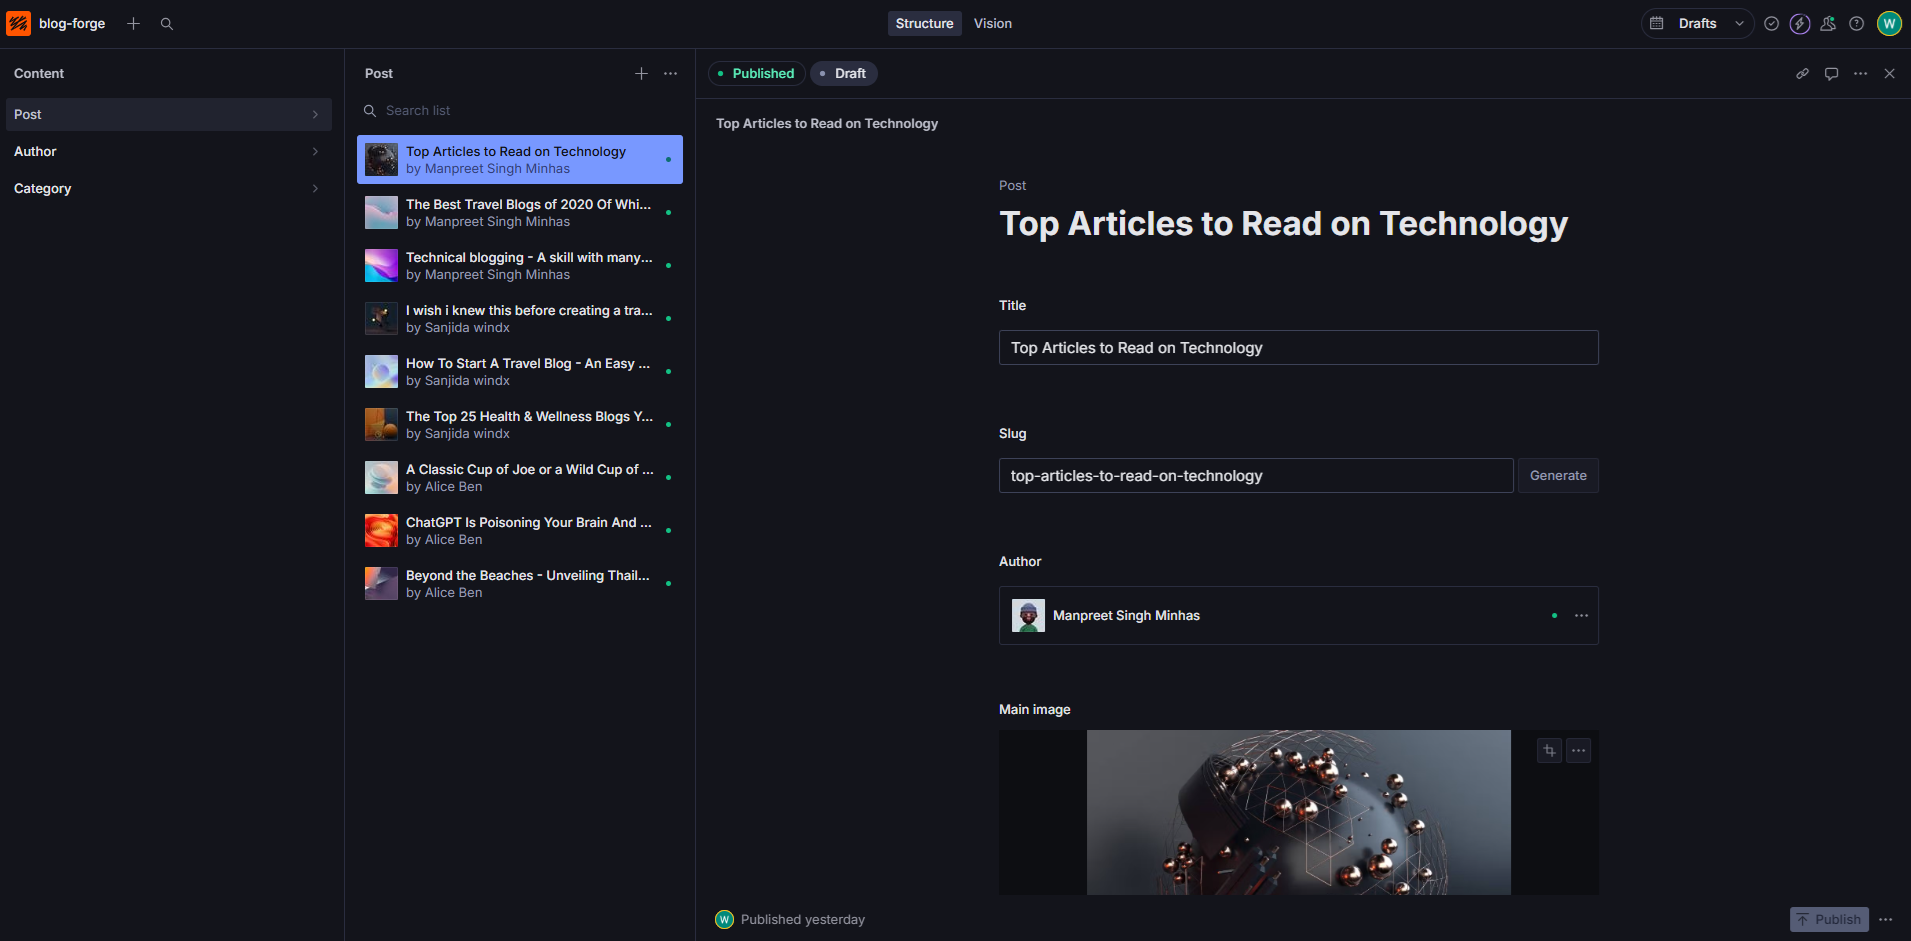 blog-forge
Structure
Vision
Drafts
W
Content
Post
Author
Category
Post
Search list
Top Articles to Read on Technology
by Manpreet Singh Minhas
The Best Travel Blogs of 2020 Of Whi...
by Manpreet Singh Minhas
Technical blogging - A skill with many...
by Manpreet Singh Minhas
I wish i knew this before creating a tra...
by Sanjida windx
How To Start A Travel Blog - An Easy ...
by Sanjida windx
The Top 25 Health & Wellness Blogs Y...
by Sanjida windx
A Classic Cup of Joe or a Wild Cup of ...
by Alice Ben
ChatGPT Is Poisoning Your Brain And ...
by Alice Ben
Beyond the Beaches - Unveiling Thail...
by Alice Ben
Published
Draft
Top Articles to Read on Technology
Post
Top Articles to Read on Technology
Title
Top Articles to Read on Technology
Slug
top-articles-to-read-on-technology
Generate
Author
Manpreet Singh Minhas
Main image
W
Published yesterday
Publish